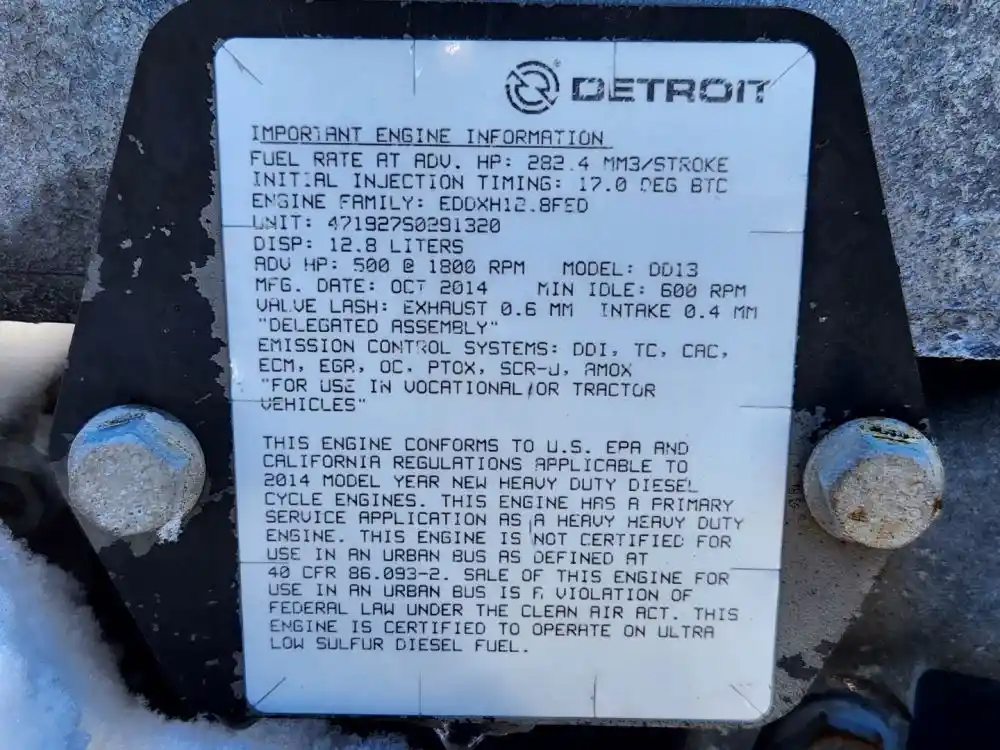 DETROIT
IMPORTANT ENGINE INFORMATION
FUEL RATE AT ADV. HP: 282.4 MM3/STROKE
INITIAL INJECTION TIMING: 17.0 DEG BTC
ENGINE FAMILY: EDDXH12.8FED
UNIT: 471927S0291320
DISP: 12.8 LITERS
ADV HP: 500 @ 1800 RPM MODEL: DD13
MFG. DATE: OCT 2014 MIN IDLE: 600 RPM
VALVE LASH: EXHAUST 0.6 MM INTAKE 0.4 MM
"DELEGATED ASSEMBLY"
EMISSION CONTROL SYSTEMS: DDI, TC, CAC,
ECM, EGR, OC, PTOX, SCR-U, AMOX
"FOR USE IN VOCATIONAL/OR TRACTOR
VEHICLES"
THIS ENGINE CONFORMS TO U.S. EPA AND
CALIFORNIA REGULATIONS APPLICABLE TO
2014 MODEL YEAR NEW HEAVY DUTY DIESEL
CYCLE ENGINES. THIS ENGINE HAS A PRIMARY
SERVICE APPLICATION AS A HEAVY HEAVY DUTY
ENGINE. THIS ENGINE IS NOT CERTIFIED FOR
USE IN AN URBAN BUS AS DEFINED AT
40 CFR 86.093-2. SALE OF THIS ENGINE FOR
USE IN AN URBAN BUS IS A VIOLATION OF
FEDERAL LAW UNDER THE CLEAN AIR ACT. THIS
ENGINE IS CERTIFIED TO OPERATE ON ULTRA
LOW SULFUR DIESEL FUEL.